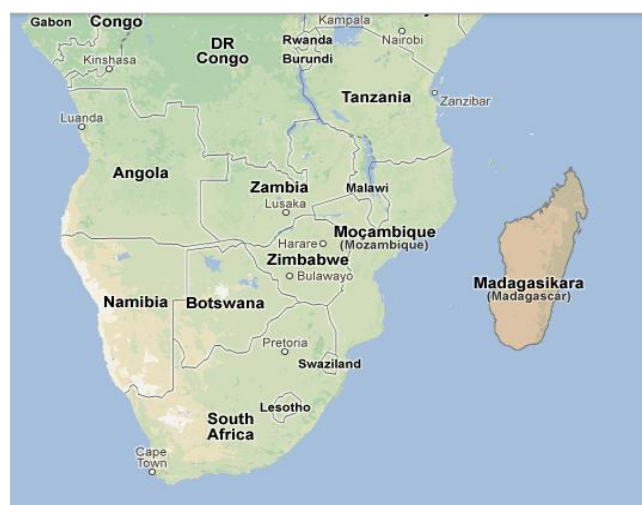 Gabon
Congo
Kampala
DR
Congo
Rwanda
Burundi
Nairobi
Kinshasa
Tanzania
Zanzibar
Luanda
Angola
Zambia
Malawi
Lusaka
Moçambique
(Mozambique)
Harare
Zimbabwe
Bulawayo
Madagasikara
(Madagascar)
Namibia
Botswana
Pretoria
Swaziland
Lesotho
South
Africa
Cape
Town